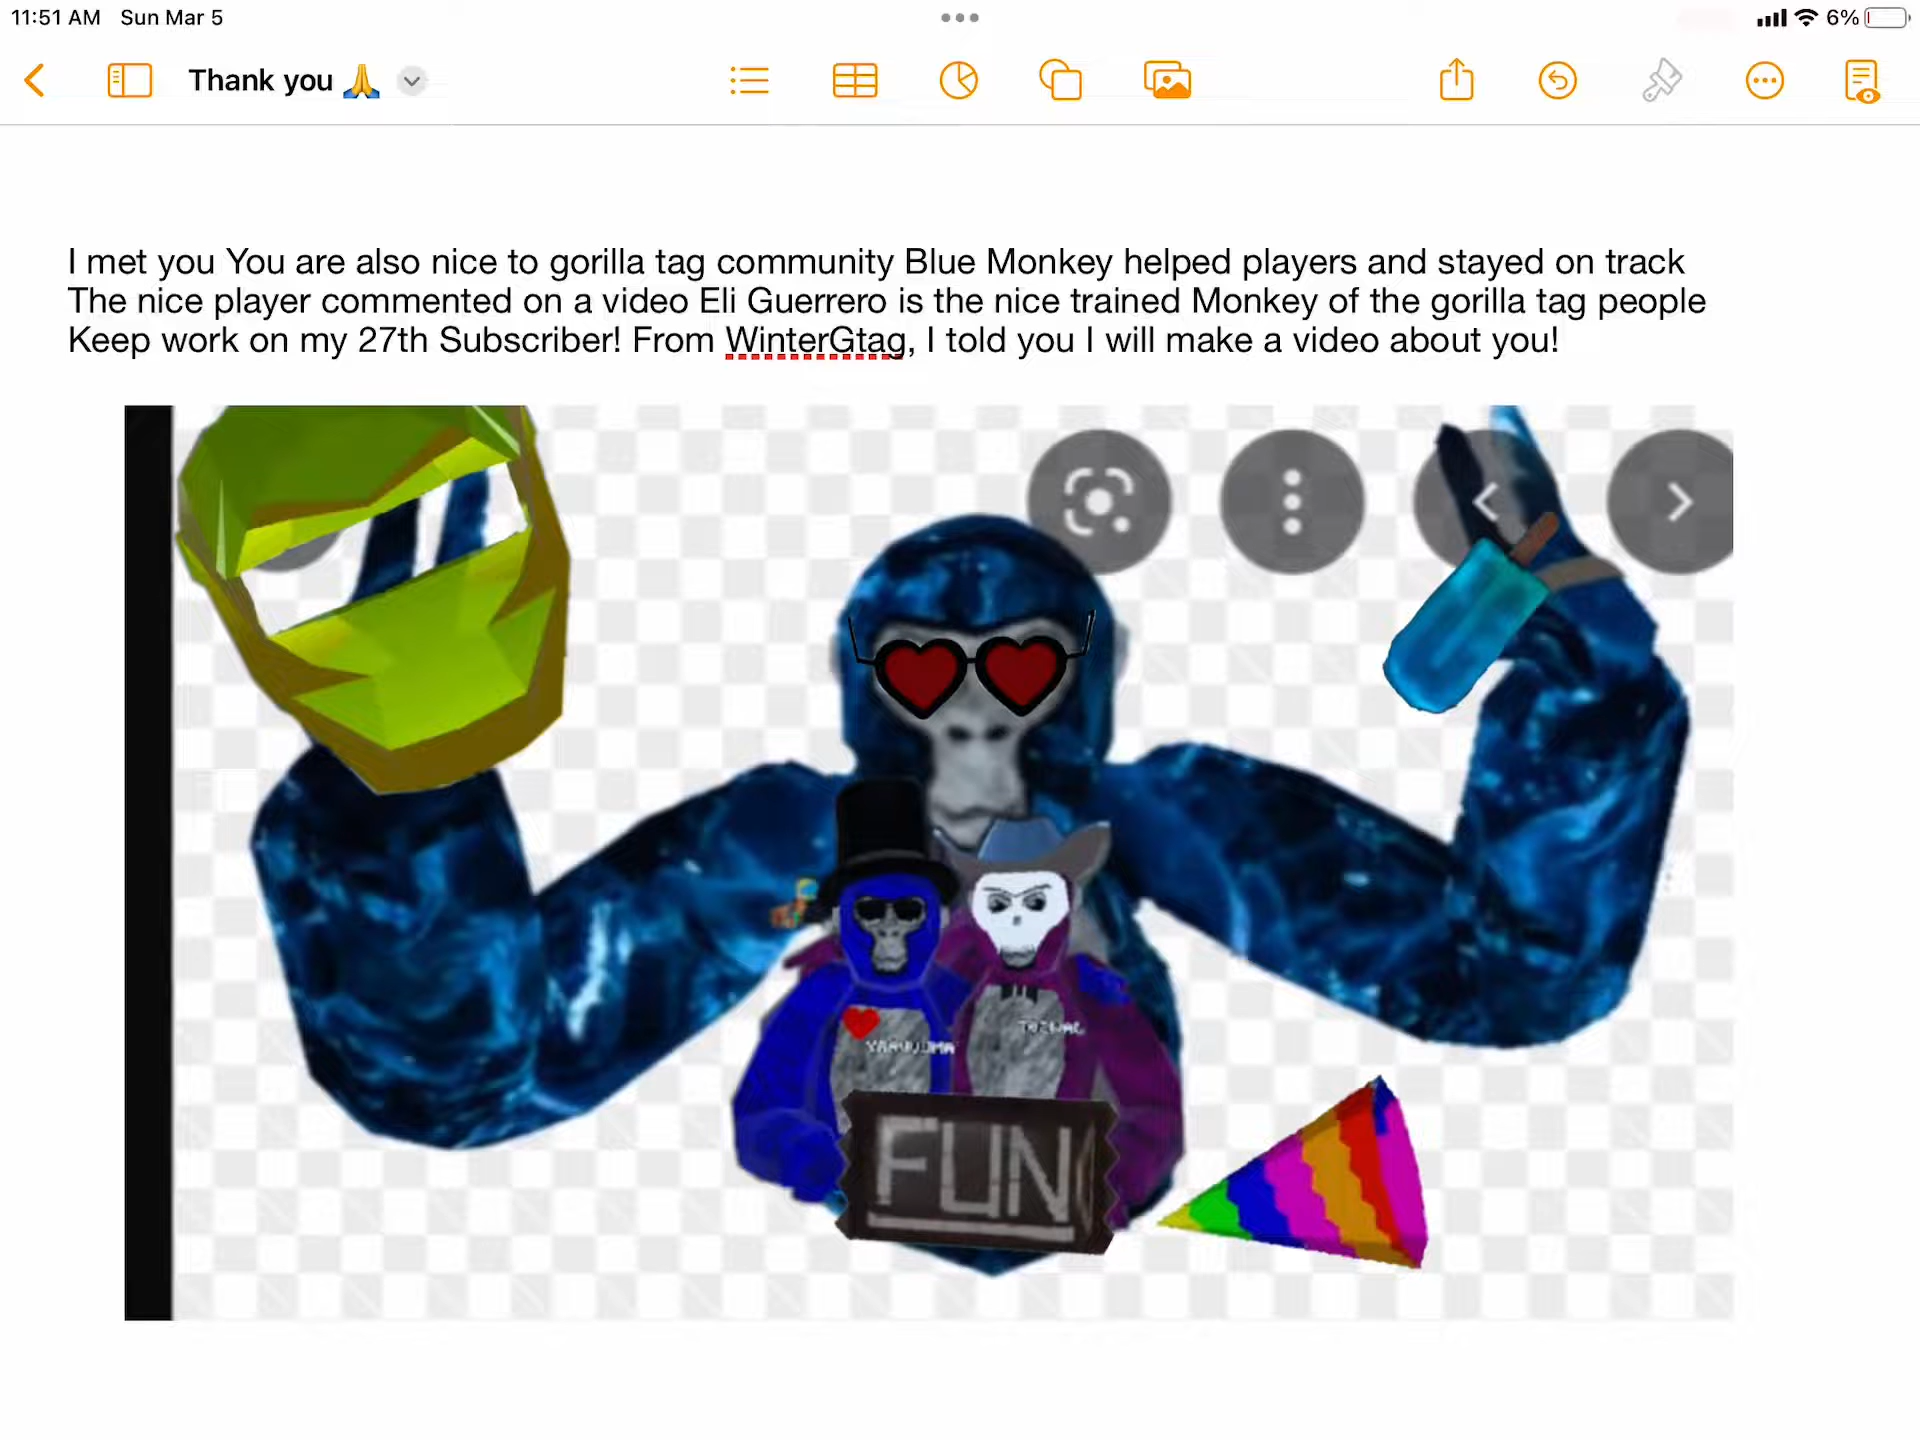 11:51 AM Sun Mar 5
6%
Thank you 🙏
I met you You are also nice to gorilla tag community Blue Monkey helped players and stayed on track
The nice player commented on a video Eli Guerrero is the nice trained Monkey of the gorilla tag people
Keep work on my 27th Subscriber! From WinterGtag, I told you I will make a video about you!
FUN